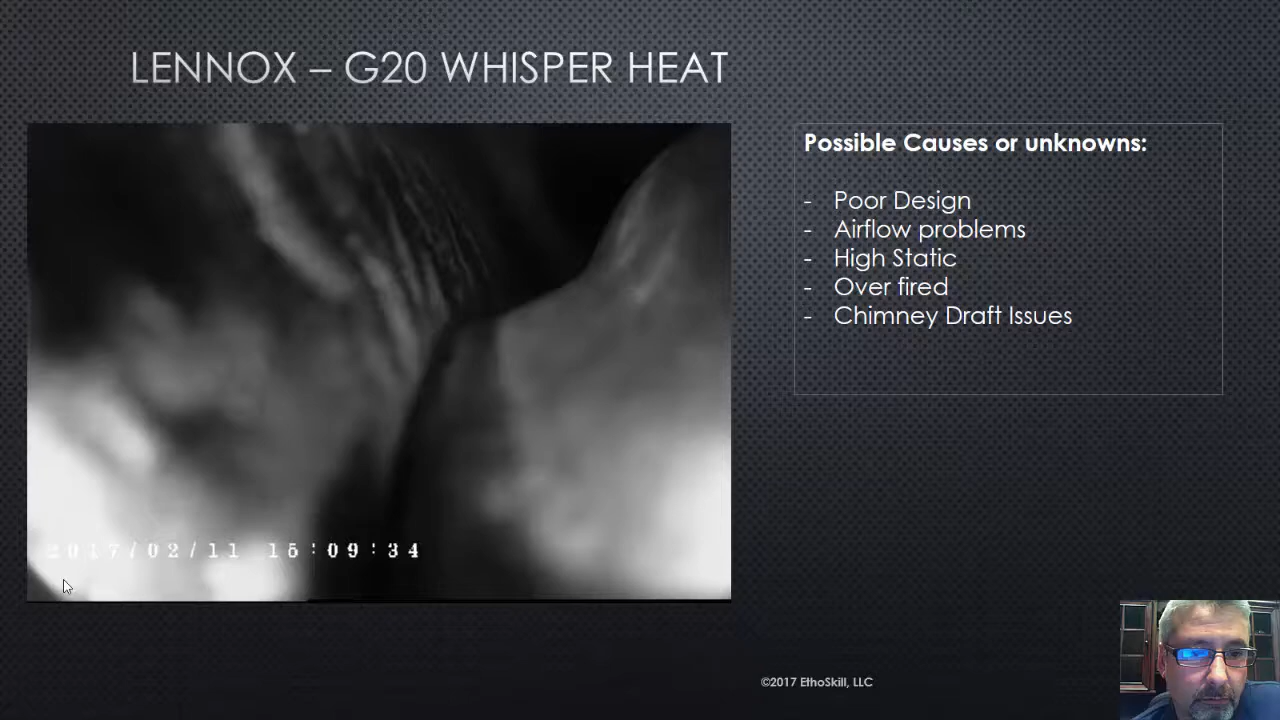 LENNOX – G20 WHISPER HEAT
Possible Causes or unknowns:
- Poor Design
- Airflow problems
- High Static
- Over fired
- Chimney Draft Issues
2017/02/11 15:09:34
©2017 EthoSkill, LLC